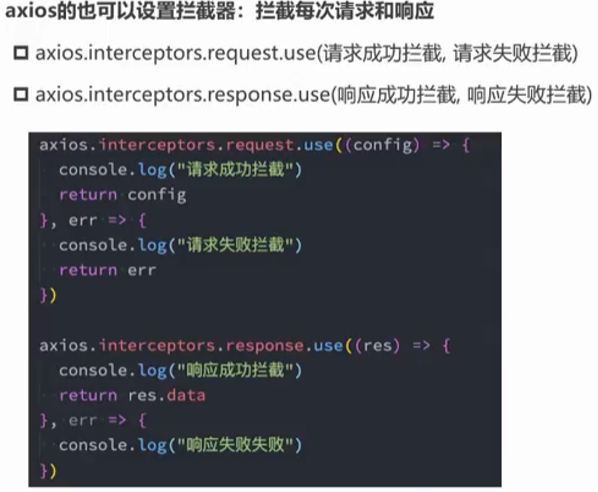 axios的也可以设置拦截器：拦截每次请求和响应
axios.interceptors.request.use(请求成功拦截, 请求失败拦截)
axios.interceptors.response.use(响应成功拦截, 响应失败拦截)
axios.interceptors.request.use((config) => {
  console.log("请求成功拦截")
  return config
}, err => {
  console.log("请求失败拦截")
  return err
})
axios.interceptors.response.use((res) => {
  console.log("响应成功拦截")
  return res.data
}, err => {
  console.log("响应失败失败")
})